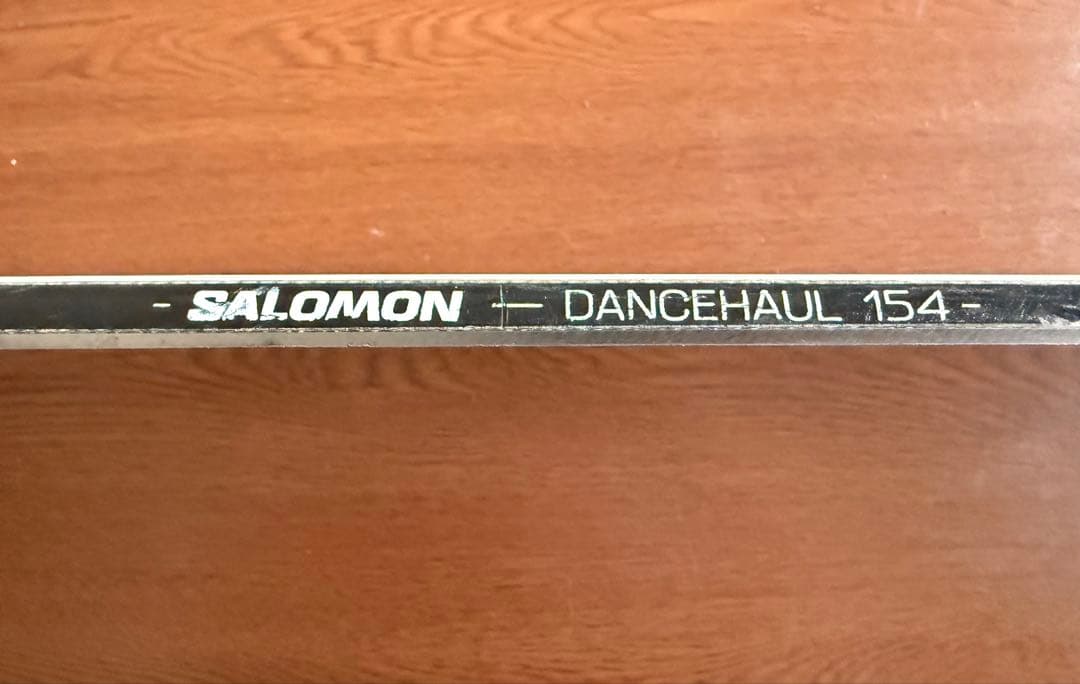 - SALOMON — DANCEHAUL 154 -